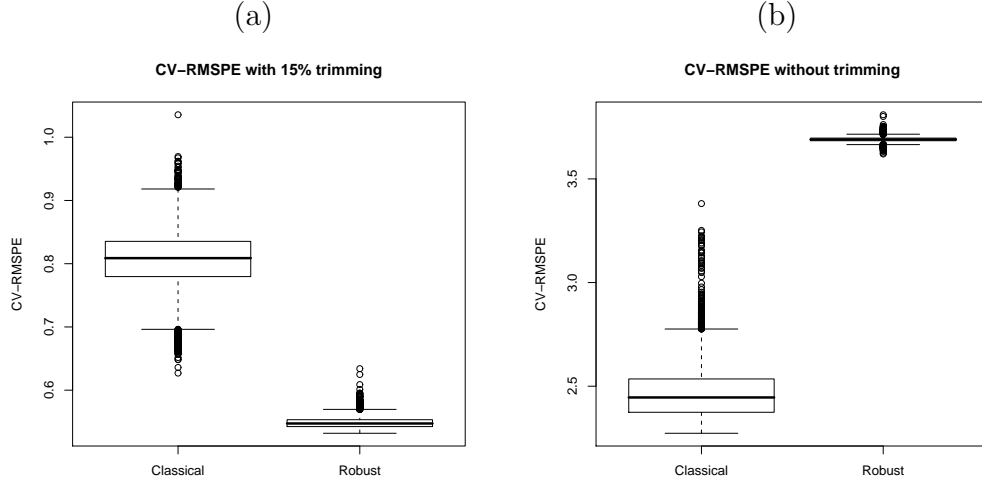 (a)
CV−RMSPE with 15% trimming
CV−RMSPE
1.0
0.9
0.8
0.7
0.6
Classical
Robust
(b)
CV−RMSPE without trimming
CV−RMSPE
3.5
3.0
2.5
Classical
Robust